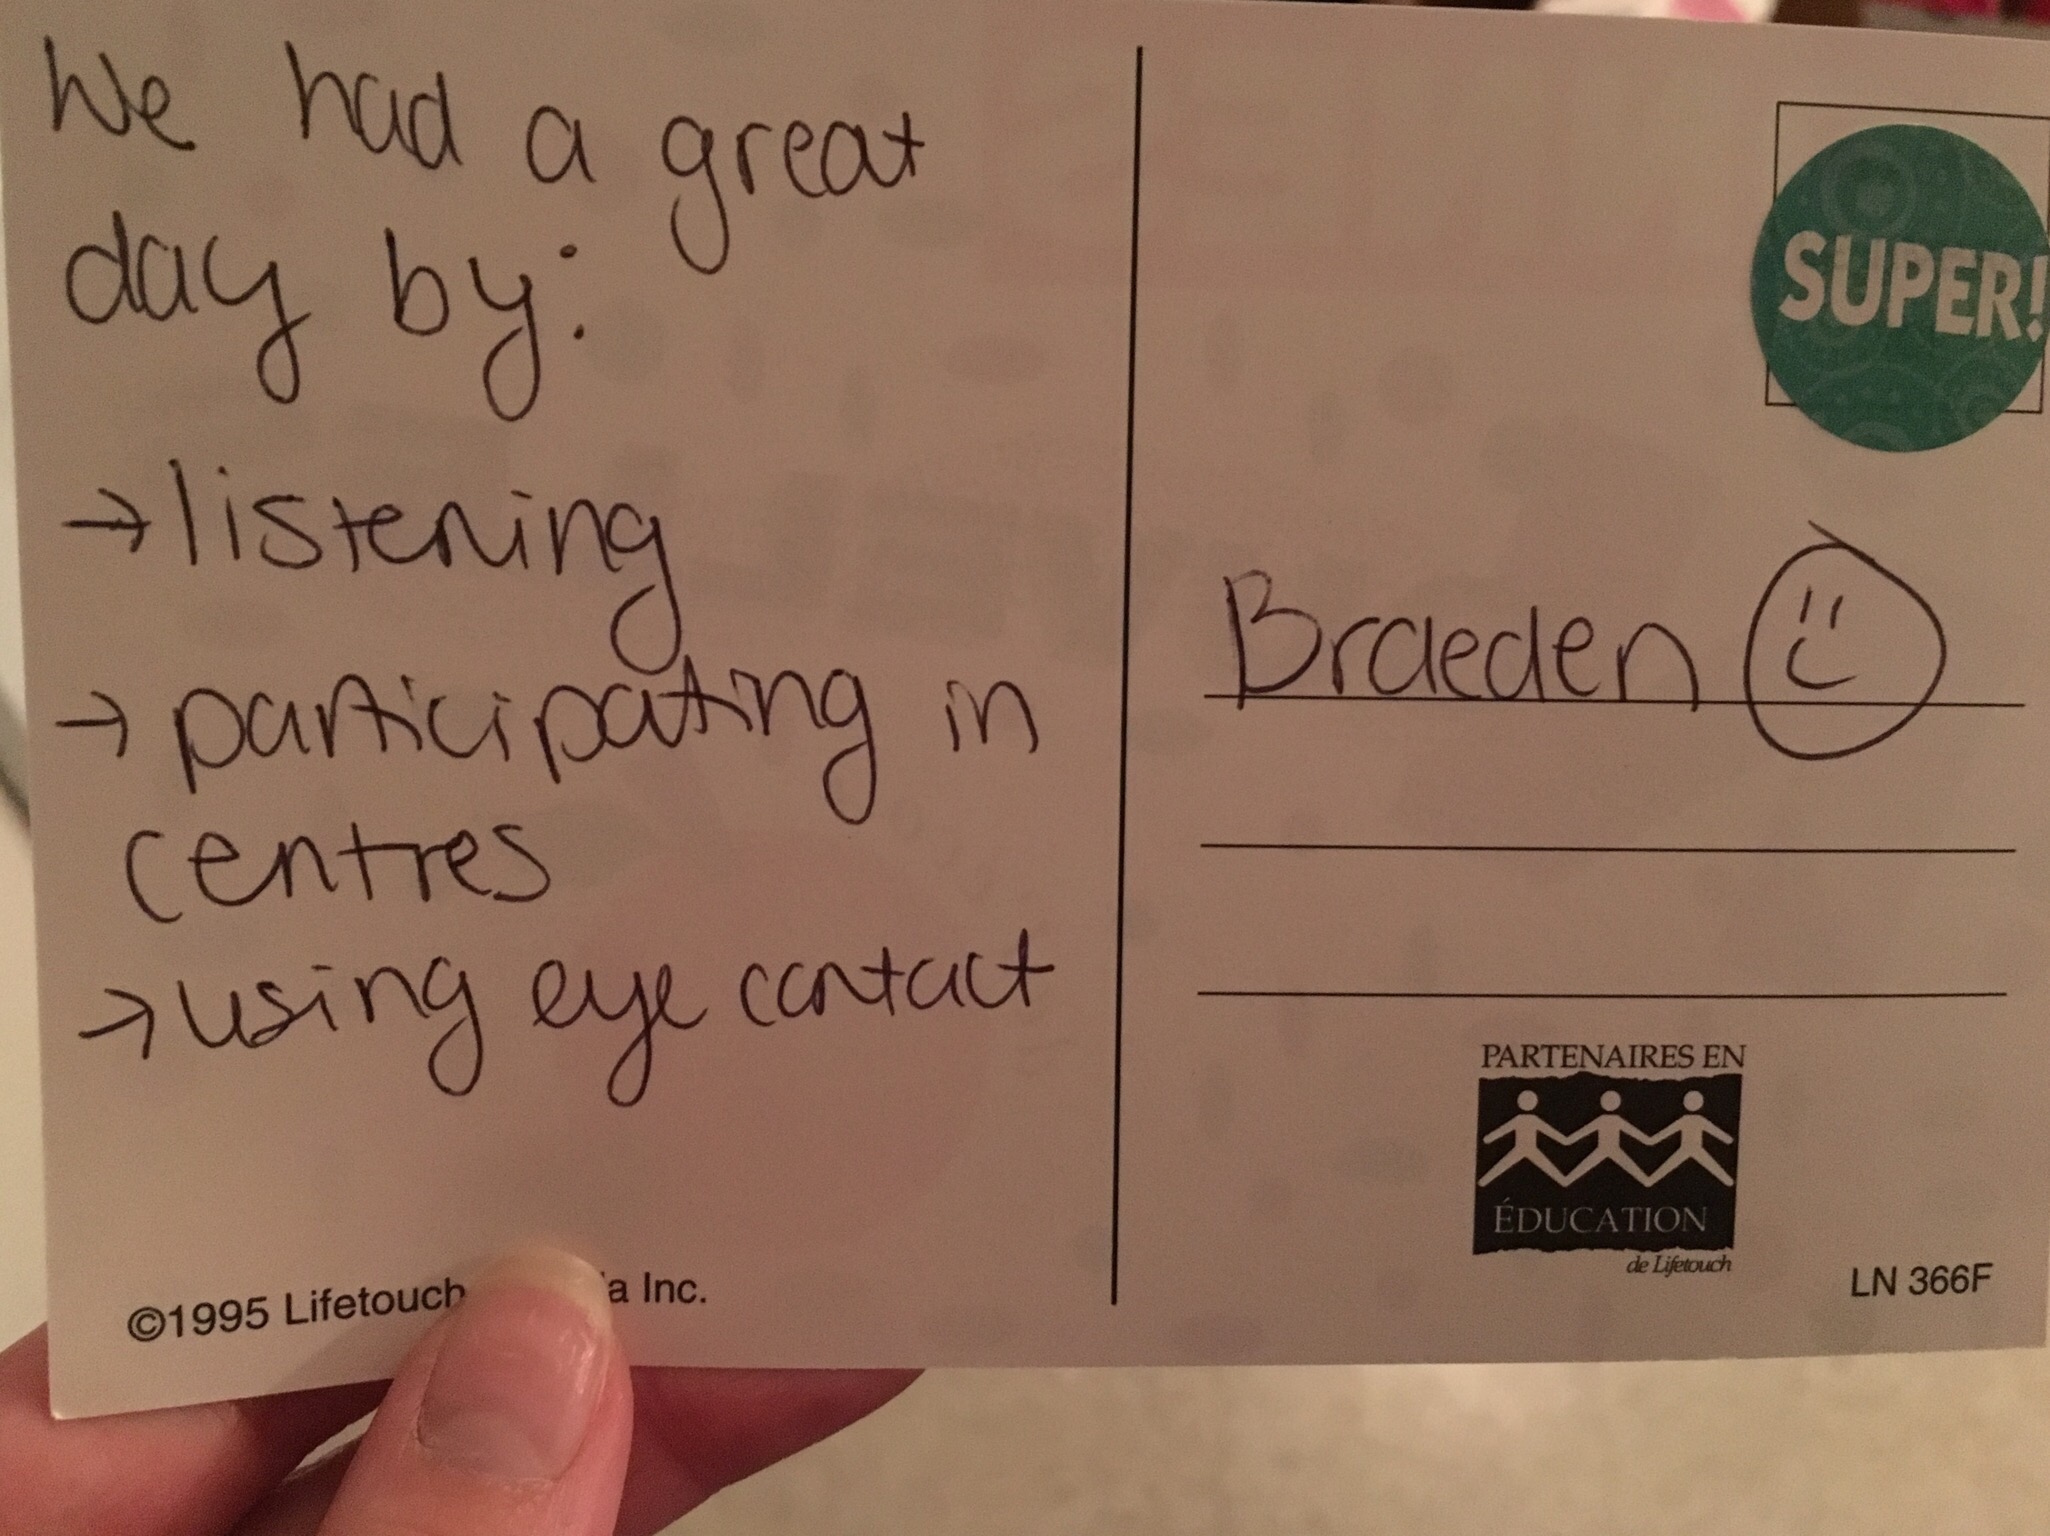 We had a great
day by:
→ listening
→ participating in
centres
→ using eye contact
©1995 Lifetouch a Inc.
SUPER!
Braeden
PARTENAIRES EN
ÉDUCATION
de Lifetouch
LN 366F